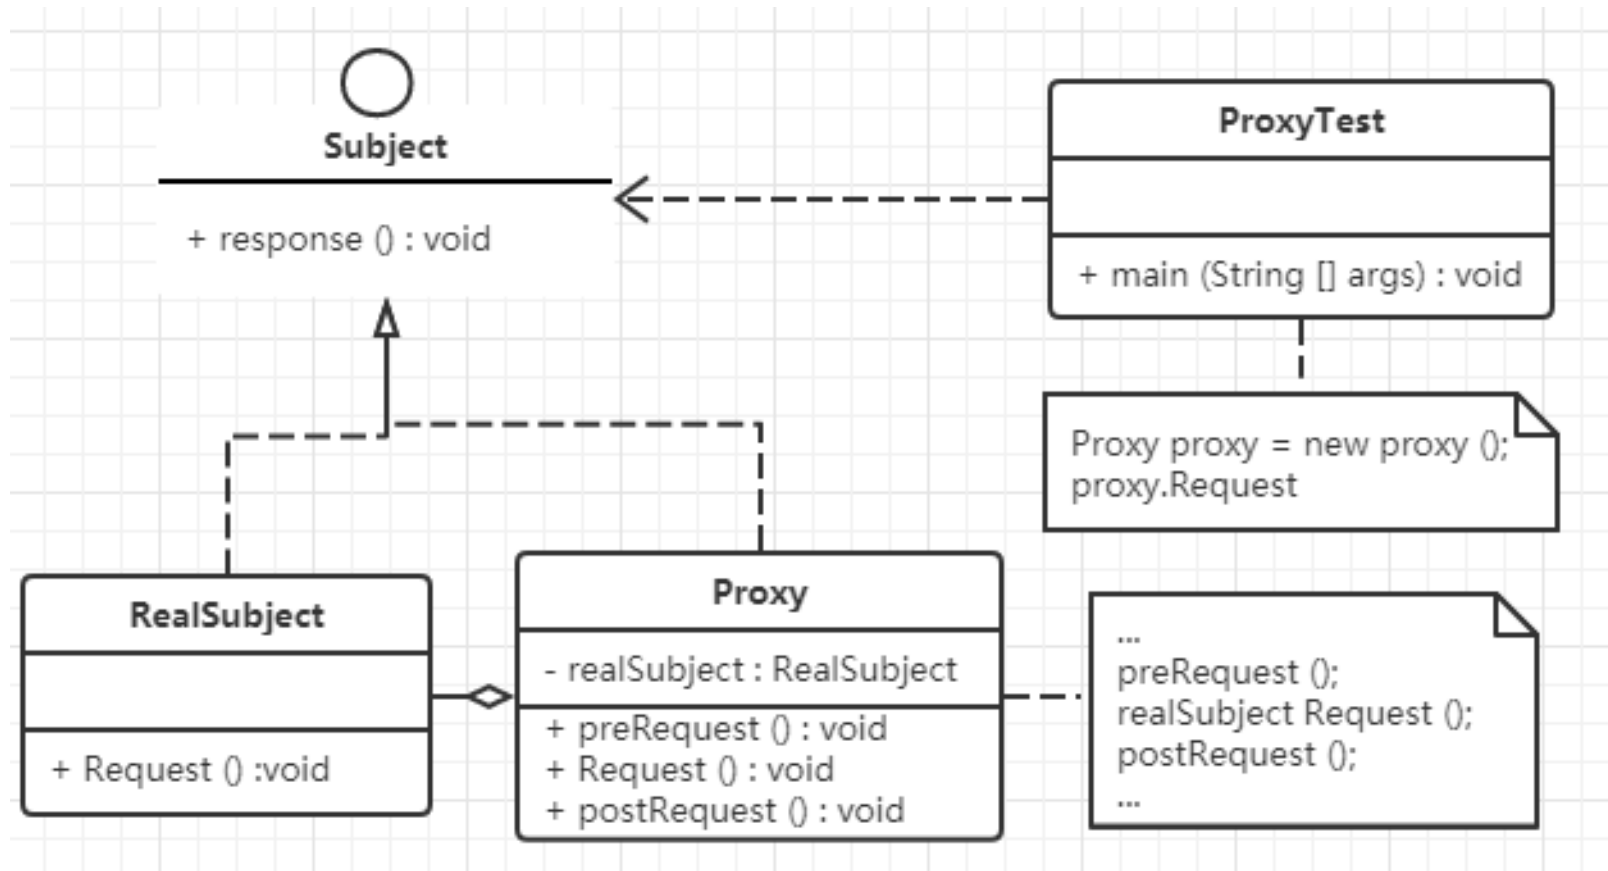 Subject
+ response () : void
ProxyTest
+ main (String [] args) : void
Proxy proxy = new proxy ();
proxy.Request
RealSubject
+ Request () :void
Proxy
- realSubject : RealSubject
+ preRequest () : void
+ Request () : void
+ postRequest () : void
...
preRequest ();
realSubject Request ();
postRequest ();
...